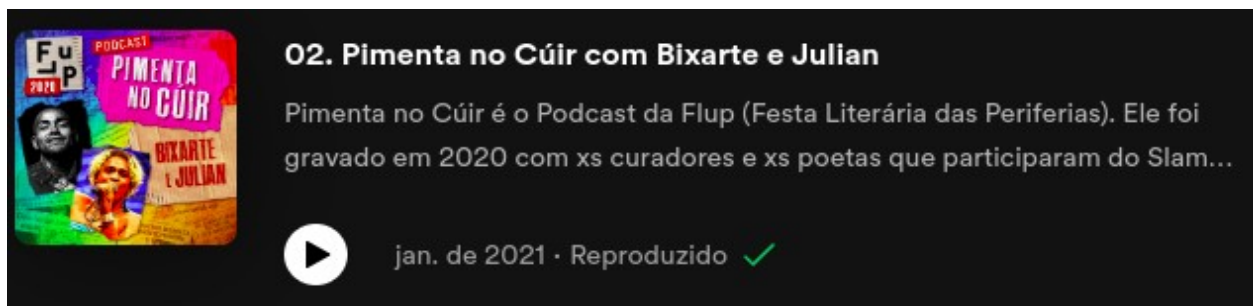 02. Pimenta no Cúir com Bixarte e Julian
Pimenta no Cúir é o Podcast da Flup (Festa Literária das Periferias). Ele foi
gravado em 2020 com xs curadores e xs poetas que participaram do Slam...
jan. de 2021 · Reproduzido
FuP
2020
PODCAST
PIMENTA
NO CÚIR
BIXARTE
E JULIAN